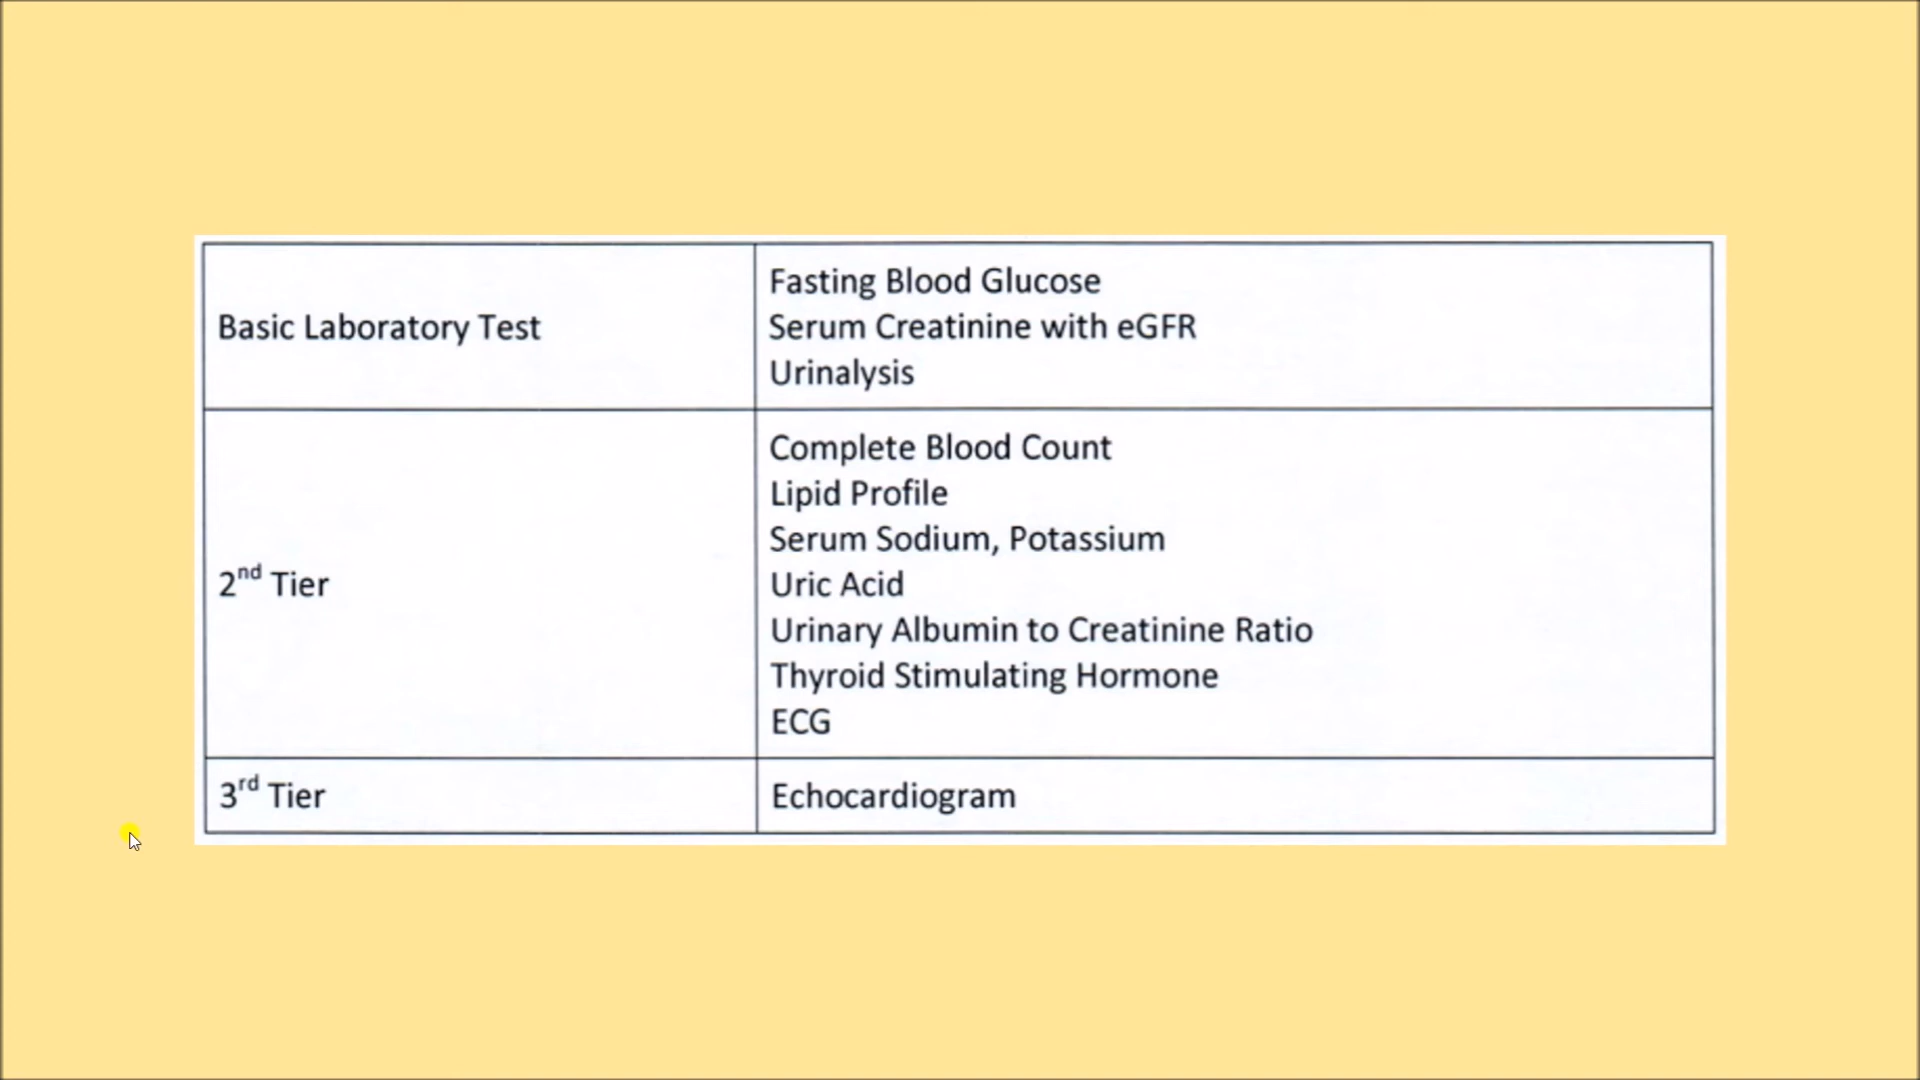 Basic Laboratory Test
Fasting Blood Glucose
Serum Creatinine with eGFR
Urinalysis
2nd Tier
Complete Blood Count
Lipid Profile
Serum Sodium, Potassium
Uric Acid
Urinary Albumin to Creatinine Ratio
Thyroid Stimulating Hormone
ECG
3rd Tier
Echocardiogram